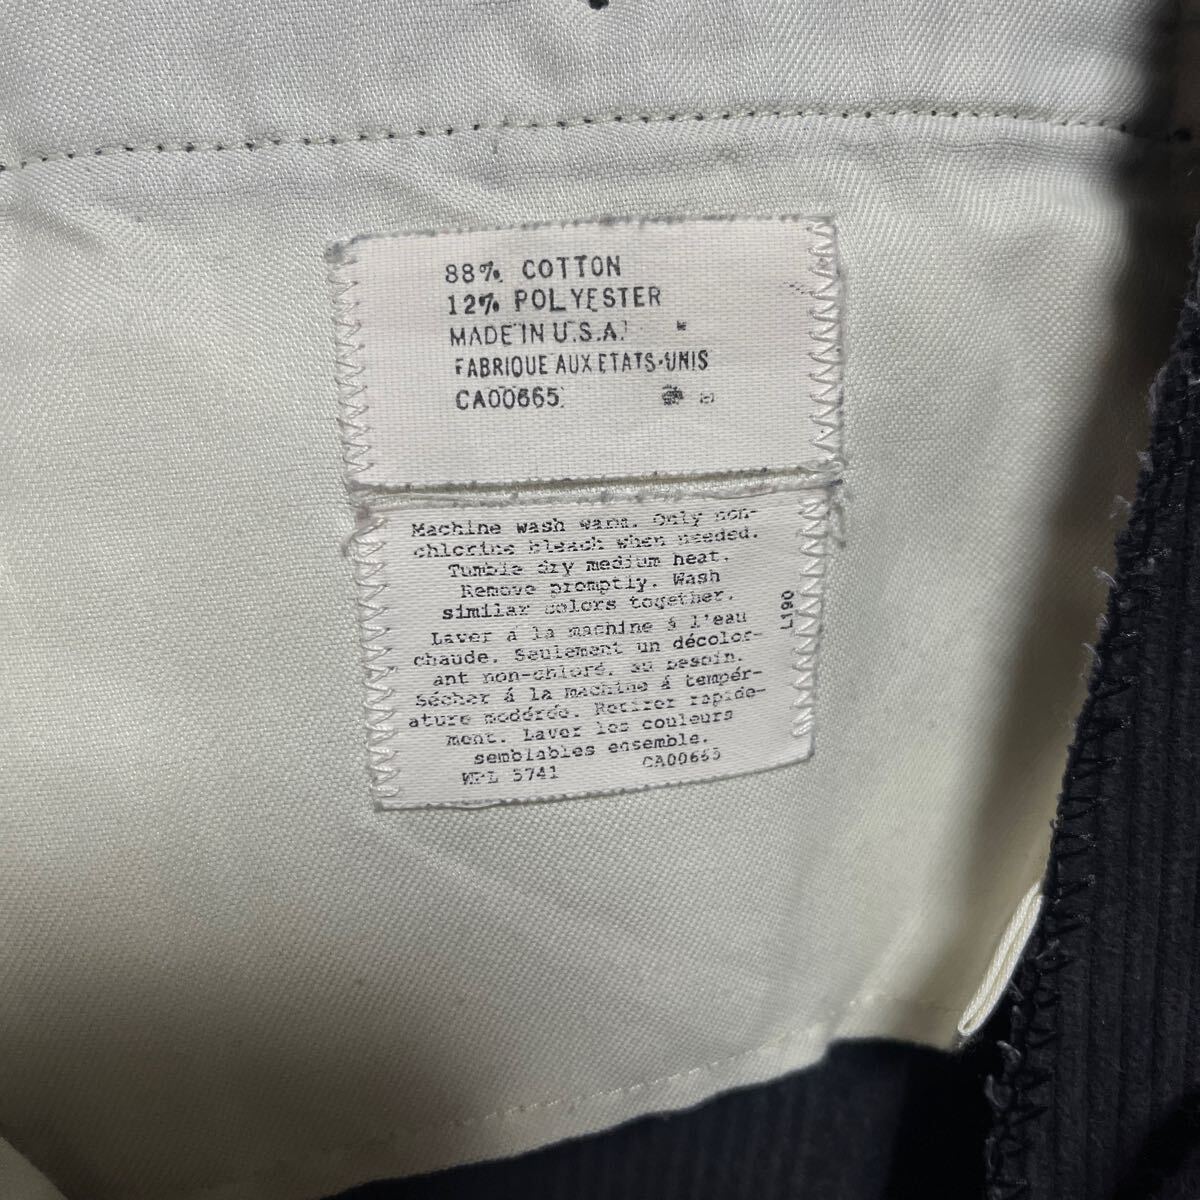 88% COTTON
12% POLYESTER
MADE IN U.S.A.
FABRIQUE AUX ETATS-UNIS
CA00665
Machine wash warm. Only non-
chlorine bleach when needed.
Tumble dry medium heat.
Remove promptly. Wash
similar colors together.
Laver á la machine á l'eau
chaude. Seulement un décolor-
ant non-chloré, au besoin.
Sécher á la machine á tempér-
ature modérée. Retirer rapide-
ment. Laver les couleurs
semblables ensemble.
WPL 5741 CA00665
L190